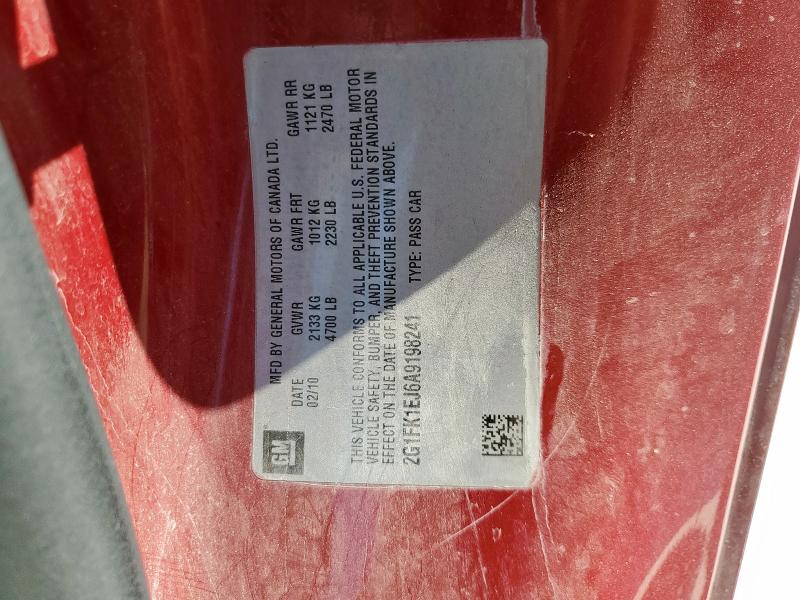 GM
MFD BY GENERAL MOTORS OF CANADA LTD.
DATE GVWR GAWR FRT GAWR RR
02/10 2133 KG 1012 KG 1121 KG
4700 LB 2230 LB 2470 LB
THIS VEHICLE CONFORMS TO ALL APPLICABLE U.S. FEDERAL MOTOR
VEHICLE SAFETY, BUMPER, AND THEFT PREVENTION STANDARDS IN
EFFECT ON THE DATE OF MANUFACTURE SHOWN ABOVE.
2G1FK1EJ6A9198241 TYPE: PASS CAR